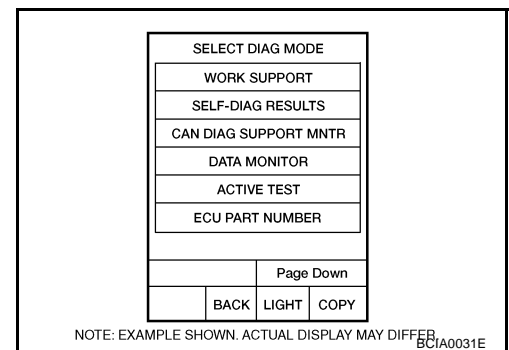 SELECT DIAG MODE
WORK SUPPORT
SELF-DIAG RESULTS
CAN DIAG SUPPORT MNTR
DATA MONITOR
ACTIVE TEST
ECU PART NUMBER
Page Down
BACK LIGHT COPY
NOTE: EXAMPLE SHOWN. ACTUAL DISPLAY MAY DIFFER.
BCIA0031E